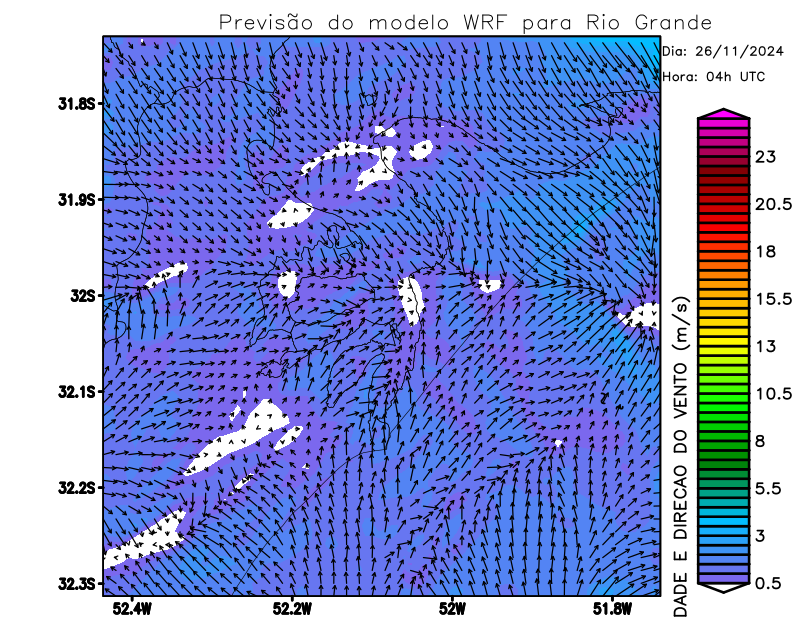 Previsão do modelo WRF para Rio Grande
Dia: 26/11/2024
Hora: 04h UTC
31.8S
31.9S
32S
32.1S
32.2S
32.3S
52.4W
52.2W
52W
51.8W
DADE E DIRECAO DO VENTO (m/s)
23
20.5
18
15.5
13
10.5
8
5.5
3
0.5